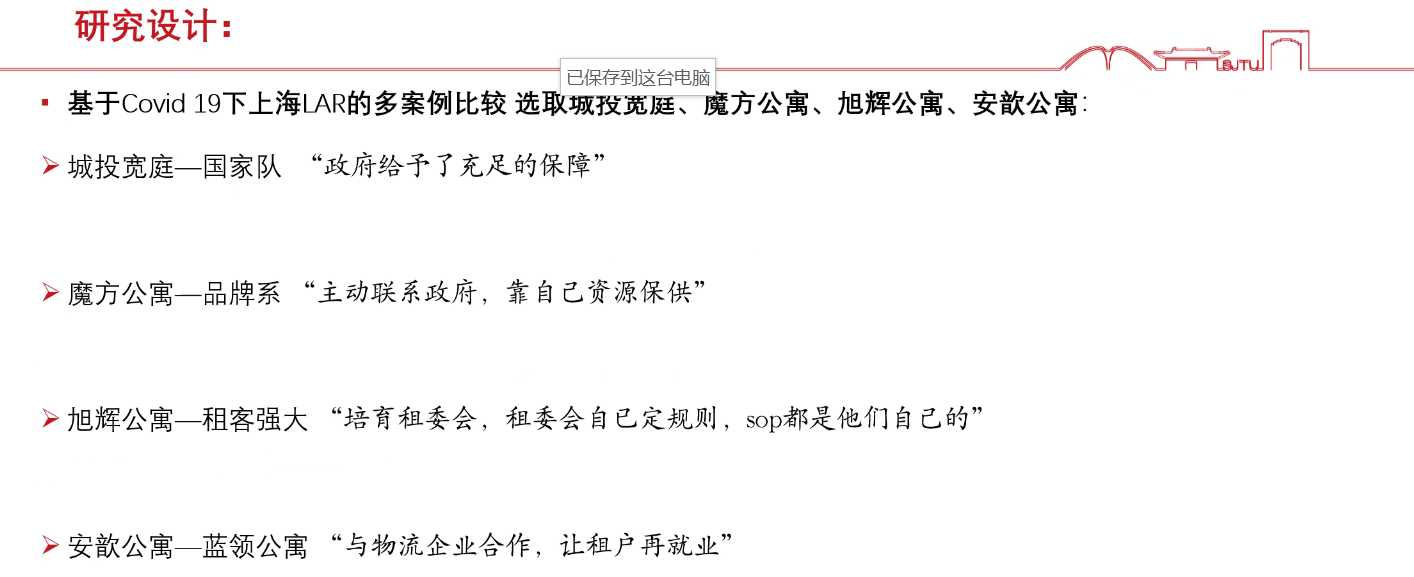 研究设计：
已保存到这台电脑
▪ 基于Covid 19下上海LAR的多案例比较 选取城投宽庭、魔方公寓、旭辉公寓、安歆公寓：
➢ 城投宽庭—国家队 “政府给予了充足的保障”
➢ 魔方公寓—品牌系 “主动联系政府，靠自己资源保供”
➢ 旭辉公寓—租客强大 “培育租委会，租委会自己定规则，sop都是他们自己的”
➢ 安歆公寓—蓝领公寓 “与物流企业合作，让租户再就业”
SJTU